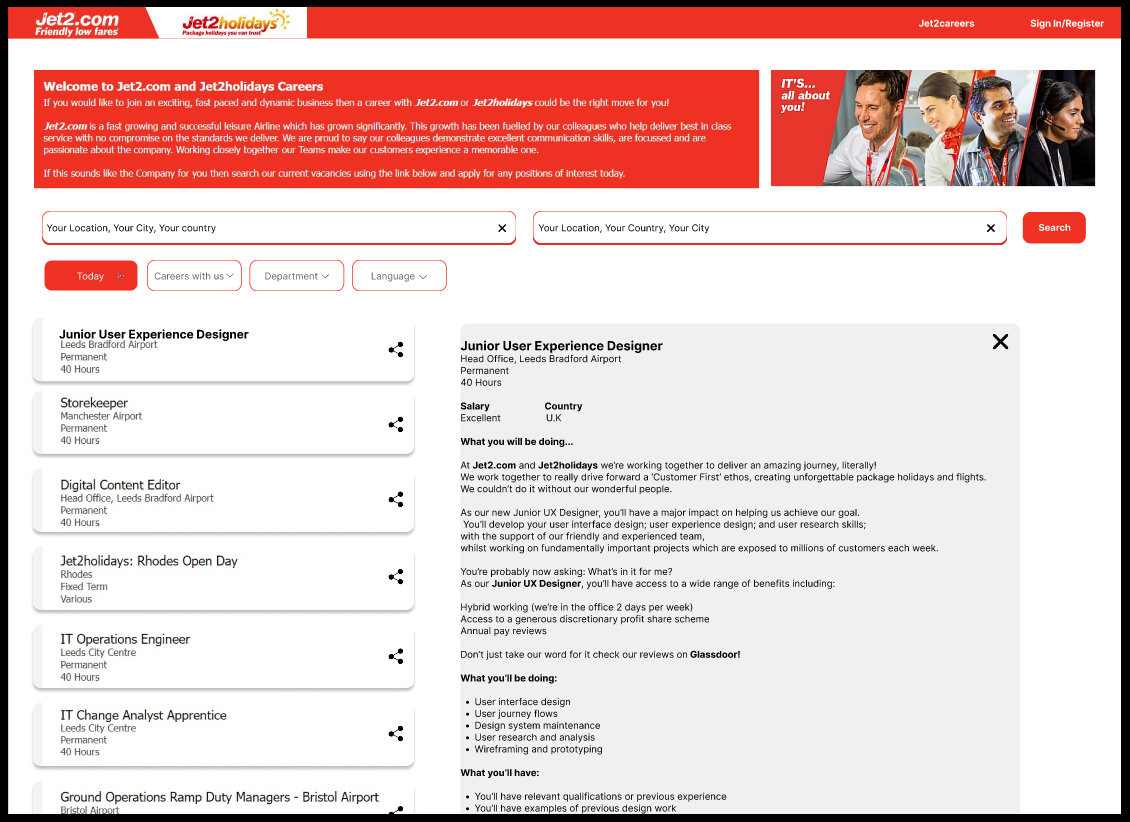 Jet2.com
Friendly low fares
Jet2holidays
Package holidays you can trust
Jet2careers
Sign In/Register
Welcome to Jet2.com and Jet2holidays Careers
If you would like to join an exciting, fast paced and dynamic business then a career with Jet2.com or Jet2holidays could be the right move for you!
Jet2.com is a fast growing and successful leisure Airline which has grown significantly. This growth has been fuelled by our colleagues who help deliver best in class
service with no compromise on the standards we deliver. We are proud to say our colleagues demonstrate excellent communication skills, are focussed and are
passionate about the company. Working closely together our Teams make our customers experience a memorable one.
If this sounds like the Company for you then search our current vacancies using the link below and apply for any positions of interest today.
IT'S...
all about
you!
Your Location, Your City, Your country
Your Location, Your Country, Your City
Search
Today
Careers with us
Department
Language
Junior User Experience Designer
Leeds Bradford Airport
Permanent
40 Hours
Storekeeper
Manchester Airport
Permanent
40 Hours
Digital Content Editor
Head Office, Leeds Bradford Airport
Permanent
40 Hours
Jet2holidays: Rhodes Open Day
Rhodes
Fixed Term
Various
IT Operations Engineer
Leeds City Centre
Permanent
40 Hours
IT Change Analyst Apprentice
Leeds City Centre
Permanent
40 Hours
Ground Operations Ramp Duty Managers - Bristol Airport
Bristol Airport
Junior User Experience Designer
Head Office, Leeds Bradford Airport
Permanent
40 Hours
Salary Country
Excellent U.K
What you will be doing...
At Jet2.com and Jet2holidays we're working together to deliver an amazing journey, literally!
We work together to really drive forward a 'Customer First' ethos, creating unforgettable package holidays and flights.
We couldn't do it without our wonderful people.
As our new Junior UX Designer, you'll have a major impact on helping us achieve our goal.
You'll develop your user interface design; user experience design; and user research skills;
with the support of our friendly and experienced team,
whilst working on fundamentally important projects which are exposed to millions of customers each week.
You're probably now asking: What's in it for me?
As our Junior UX Designer, you'll have access to a wide range of benefits including:
Hybrid working (we're in the office 2 days per week)
Access to a generous discretionary profit share scheme
Annual pay reviews
Don't just take our word for it check our reviews on Glassdoor!
What you'll be doing:
• User interface design
• User journey flows
• Design system maintenance
• User research and analysis
• Wireframing and prototyping
What you'll have:
• You'll have relevant qualifications or previous experience
• You'll have examples of previous design work